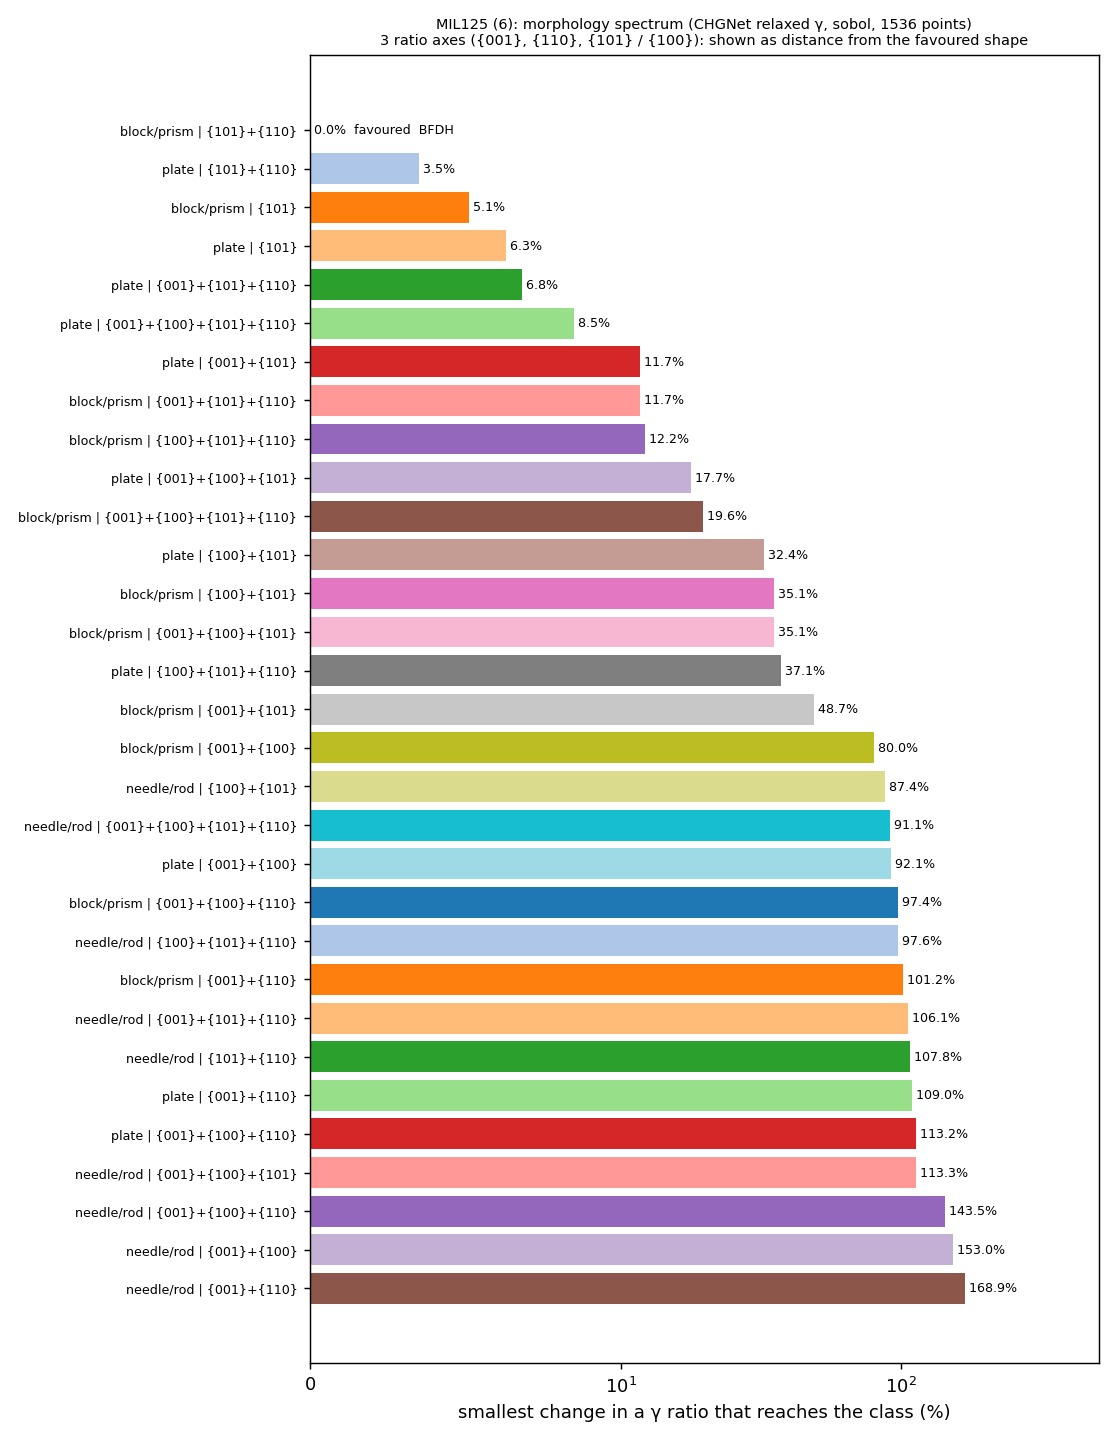 MIL125 (6): morphology spectrum (CHGNet relaxed γ, sobol, 1536 points)
3 ratio axes ({001}, {110}, {101} / {100}): shown as distance from the favoured shape
block/prism | {101}+{110} 0.0% favoured BFDH
plate | {101}+{110} 3.5%
block/prism | {101} 5.1%
plate | {101} 6.3%
plate | {001}+{101}+{110} 6.8%
plate | {001}+{100}+{101}+{110} 8.5%
plate | {001}+{101} 11.7%
block/prism | {001}+{101}+{110} 11.7%
block/prism | {100}+{101}+{110} 12.2%
plate | {001}+{100}+{101} 17.7%
block/prism | {001}+{100}+{101}+{110} 19.6%
plate | {100}+{101} 32.4%
block/prism | {100}+{101} 35.1%
block/prism | {001}+{100}+{101} 35.1%
plate | {100}+{101}+{110} 37.1%
block/prism | {001}+{101} 48.7%
block/prism | {001}+{100} 80.0%
needle/rod | {100}+{101} 87.4%
needle/rod | {001}+{100}+{101}+{110} 91.1%
plate | {001}+{100} 92.1%
block/prism | {001}+{100}+{110} 97.4%
needle/rod | {100}+{101}+{110} 97.6%
block/prism | {001}+{110} 101.2%
needle/rod | {001}+{101}+{110} 106.1%
needle/rod | {101}+{110} 107.8%
plate | {001}+{110} 109.0%
plate | {001}+{100}+{110} 113.2%
needle/rod | {001}+{100}+{101} 113.3%
needle/rod | {001}+{100}+{110} 143.5%
needle/rod | {001}+{100} 153.0%
needle/rod | {001}+{110} 168.9%
0 10¹ 10²
smallest change in a γ ratio that reaches the class (%)